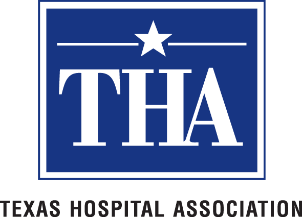 THA
TEXAS HOSPITAL ASSOCIATION